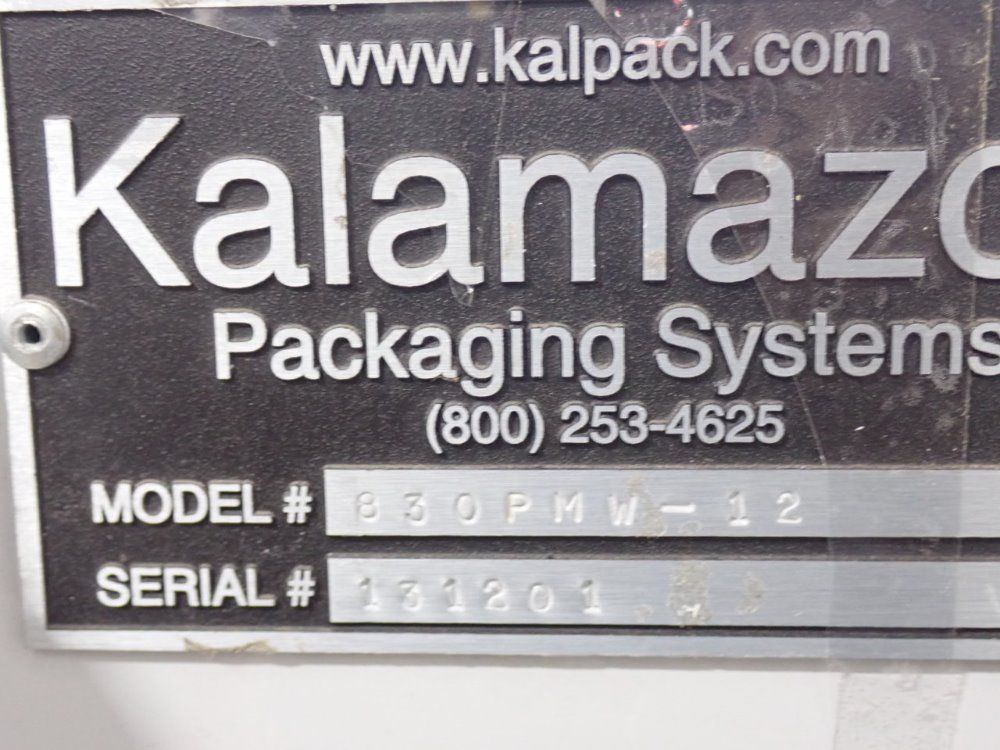 www.kalpack.com
Kalamazo
Packaging Systems
(800) 253-4625
MODEL # 830PMW-12
SERIAL # 131201